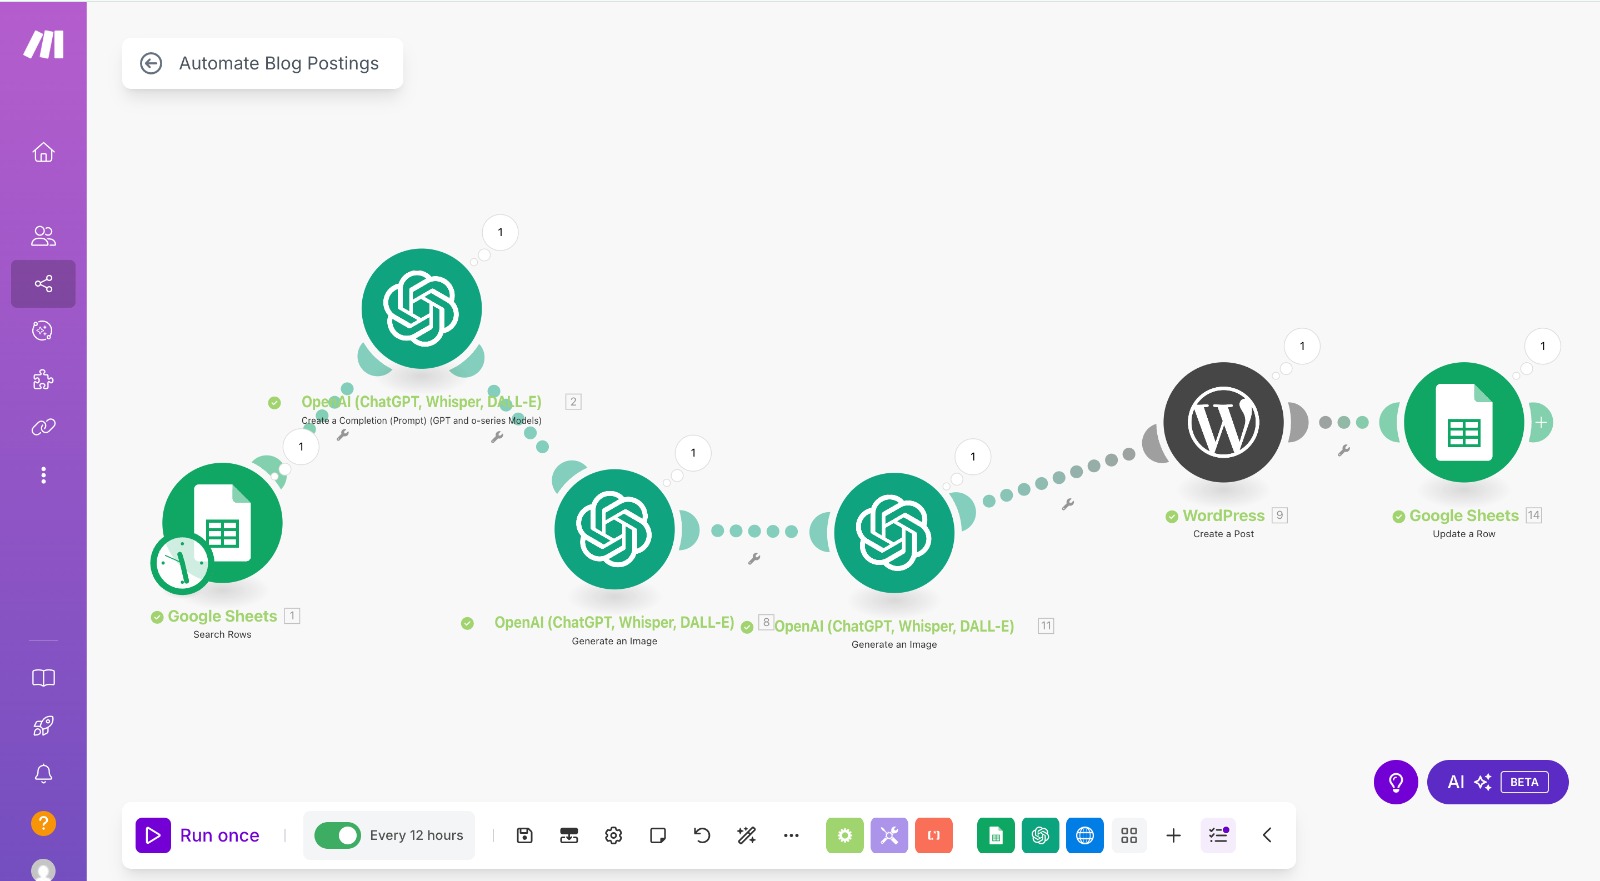 Automate Blog Postings
1
OpenAI (ChatGPT, Whisper, DALL-E) 2
Create a Completion (Prompt) (GPT and o-series Models)
1
Google Sheets 1
Search Rows
1
OpenAI (ChatGPT, Whisper, DALL-E) 8
Generate an Image
1
OpenAI (ChatGPT, Whisper, DALL-E) 11
Generate an Image
1
WordPress 9
Create a Post
1
Google Sheets 14
Update a Row
AI BETA
?
Run once
Every 12 hours